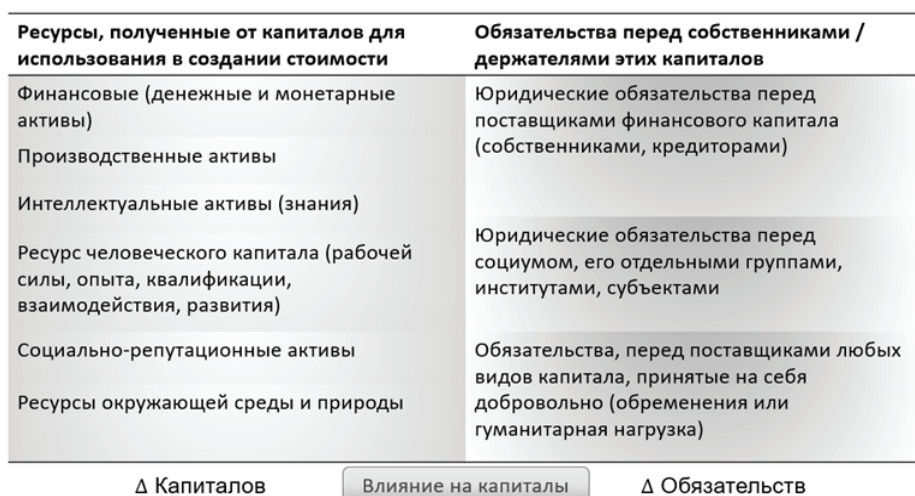 Ресурсы, полученные от капиталов для
использования в создании стоимости
Обязательства перед собственниками /
держателями этих капиталов
Финансовые (денежные и монетарные
активы)
Производственные активы
Интеллектуальные активы (знания)
Ресурс человеческого капитала (рабочей
силы, опыта, квалификации,
взаимодействия, развития)
Социально-репутационные активы
Ресурсы окружающей среды и природы
Юридические обязательства перед
поставщиками финансового капитала
(собственниками, кредиторами)
Юридические обязательства перед
социумом, его отдельными группами,
институтами, субъектами
Обязательства, перед поставщиками любых
видов капитала, принятые на себя
добровольно (обременения или
гуманитарная нагрузка)
Δ Капиталов
Влияние на капиталы
Δ Обязательств